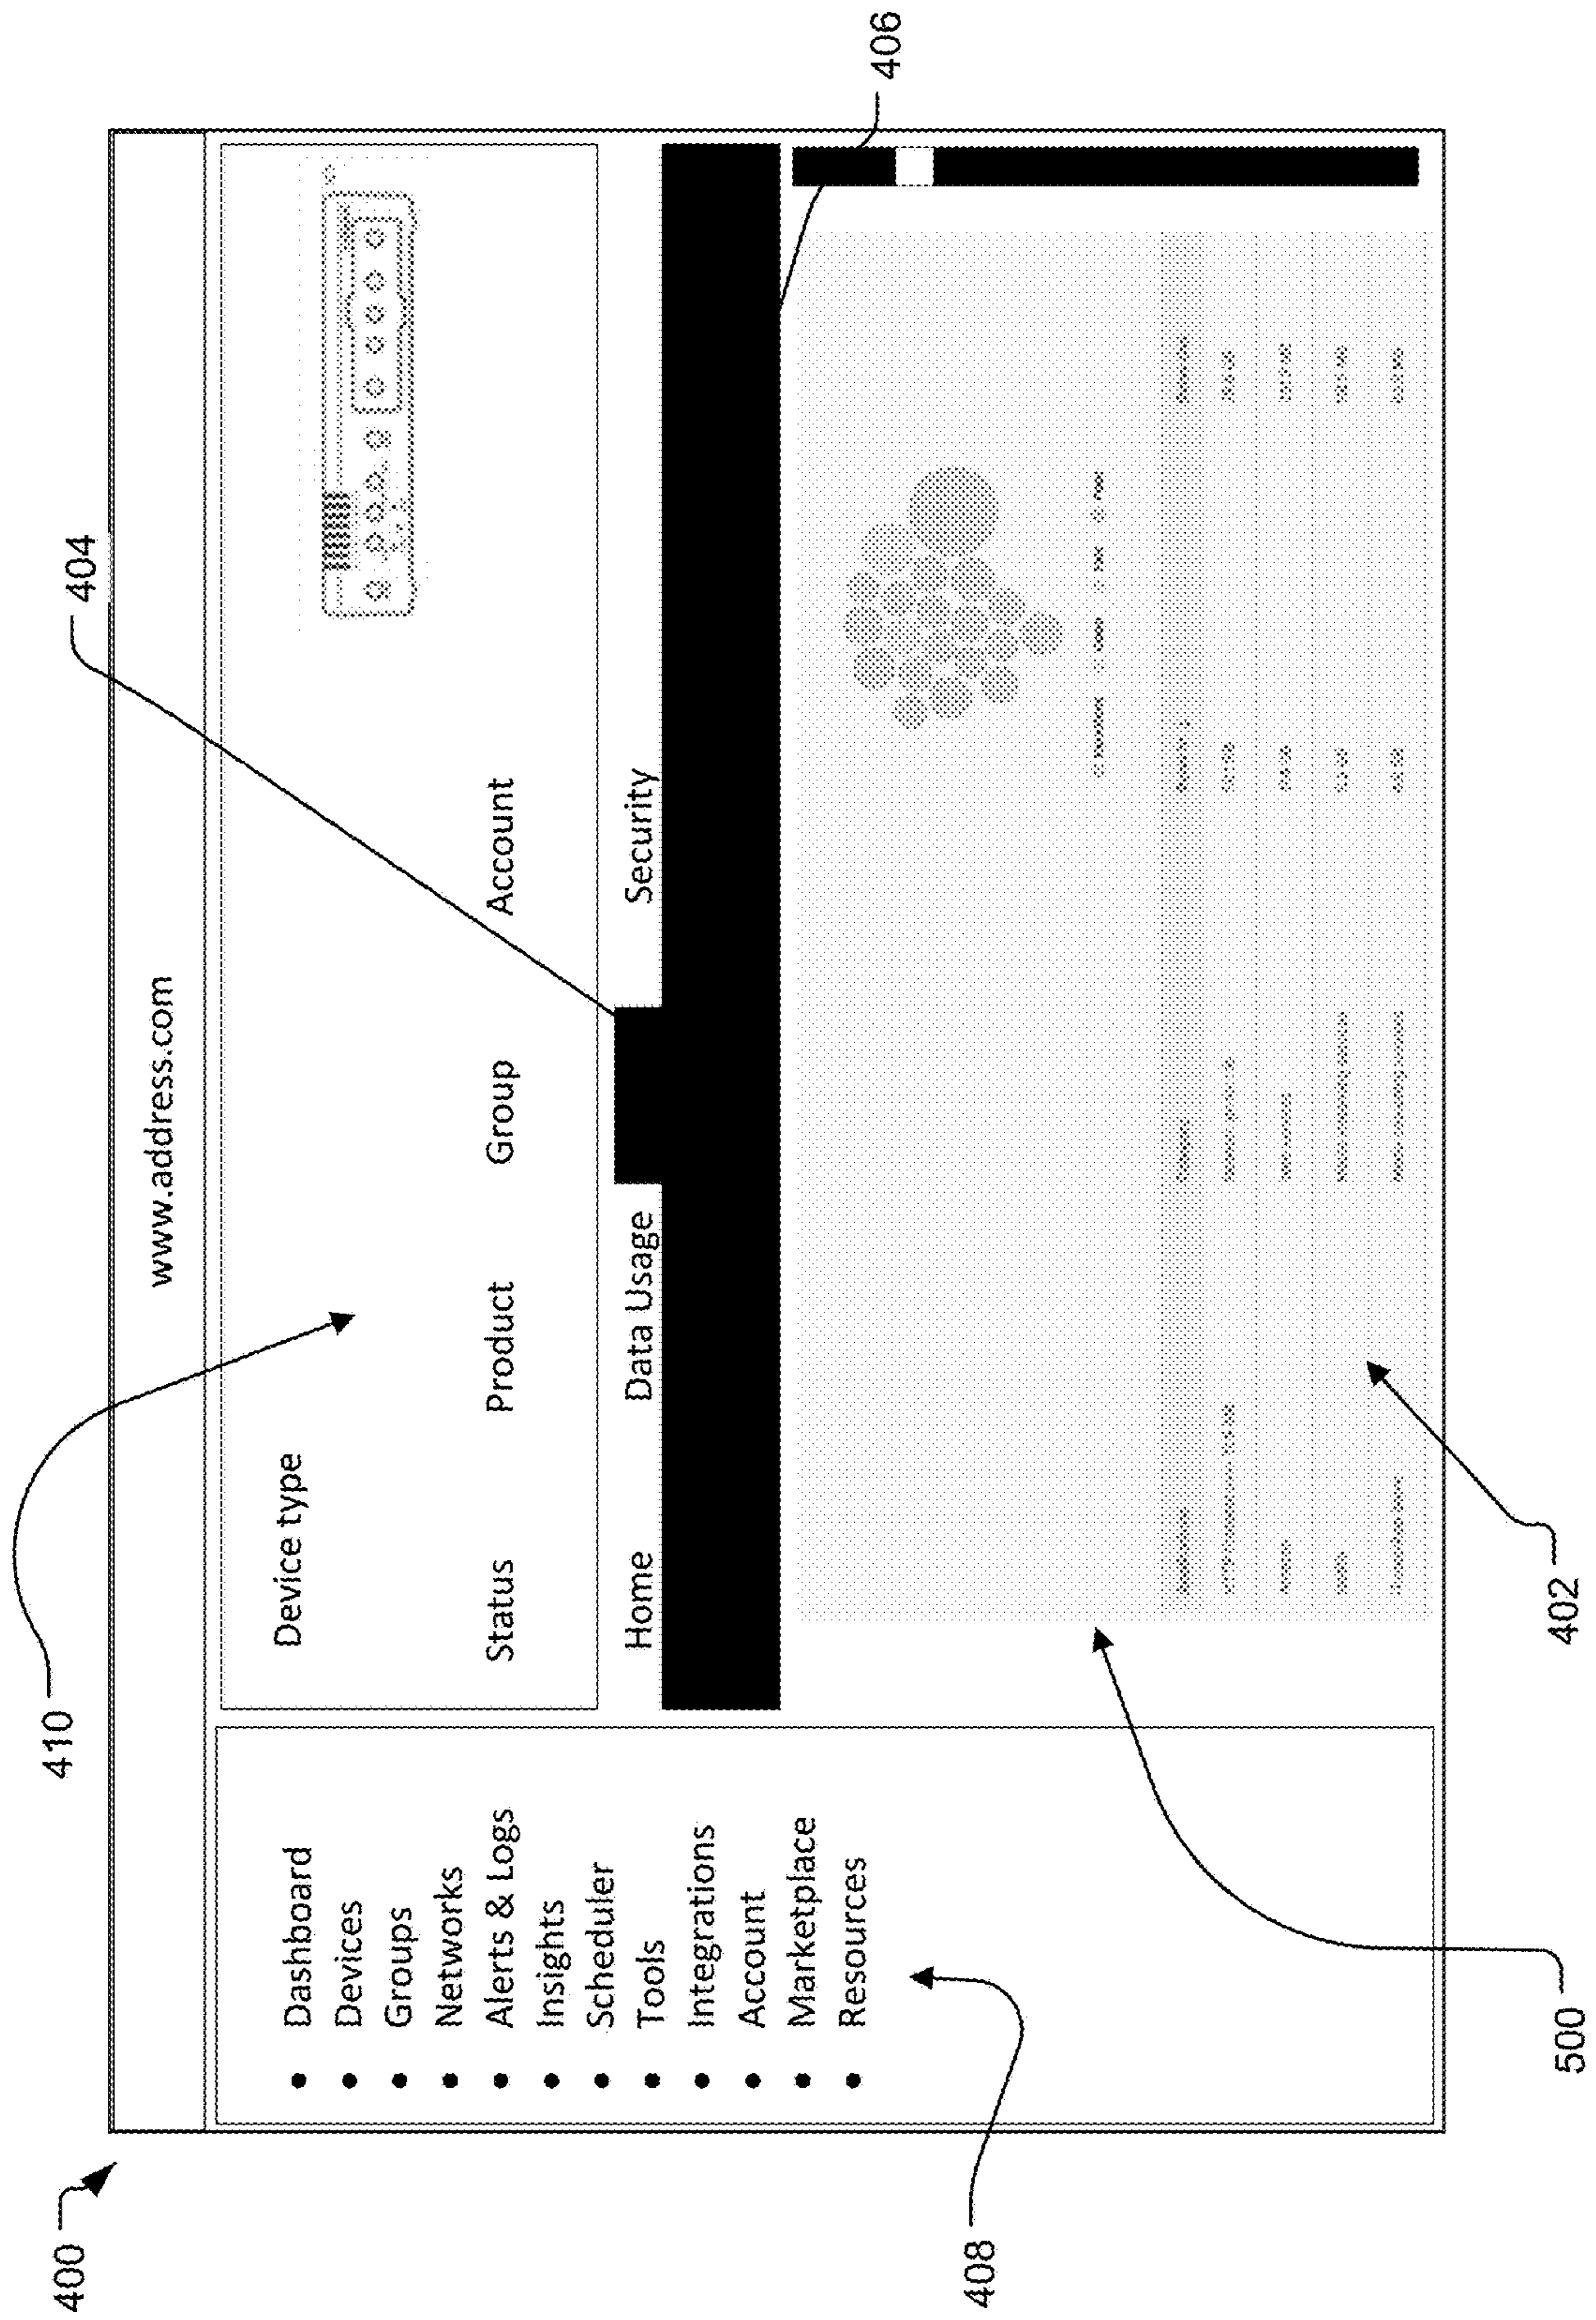 400
410
404
406
www.address.com
Device type
Status Product Group Account
Home Data Usage Security
• Dashboard
• Devices
• Groups
• Networks
• Alerts & Logs
• Insights
• Scheduler
• Tools
• Integrations
• Account
• Marketplace
• Resources
408
500
402